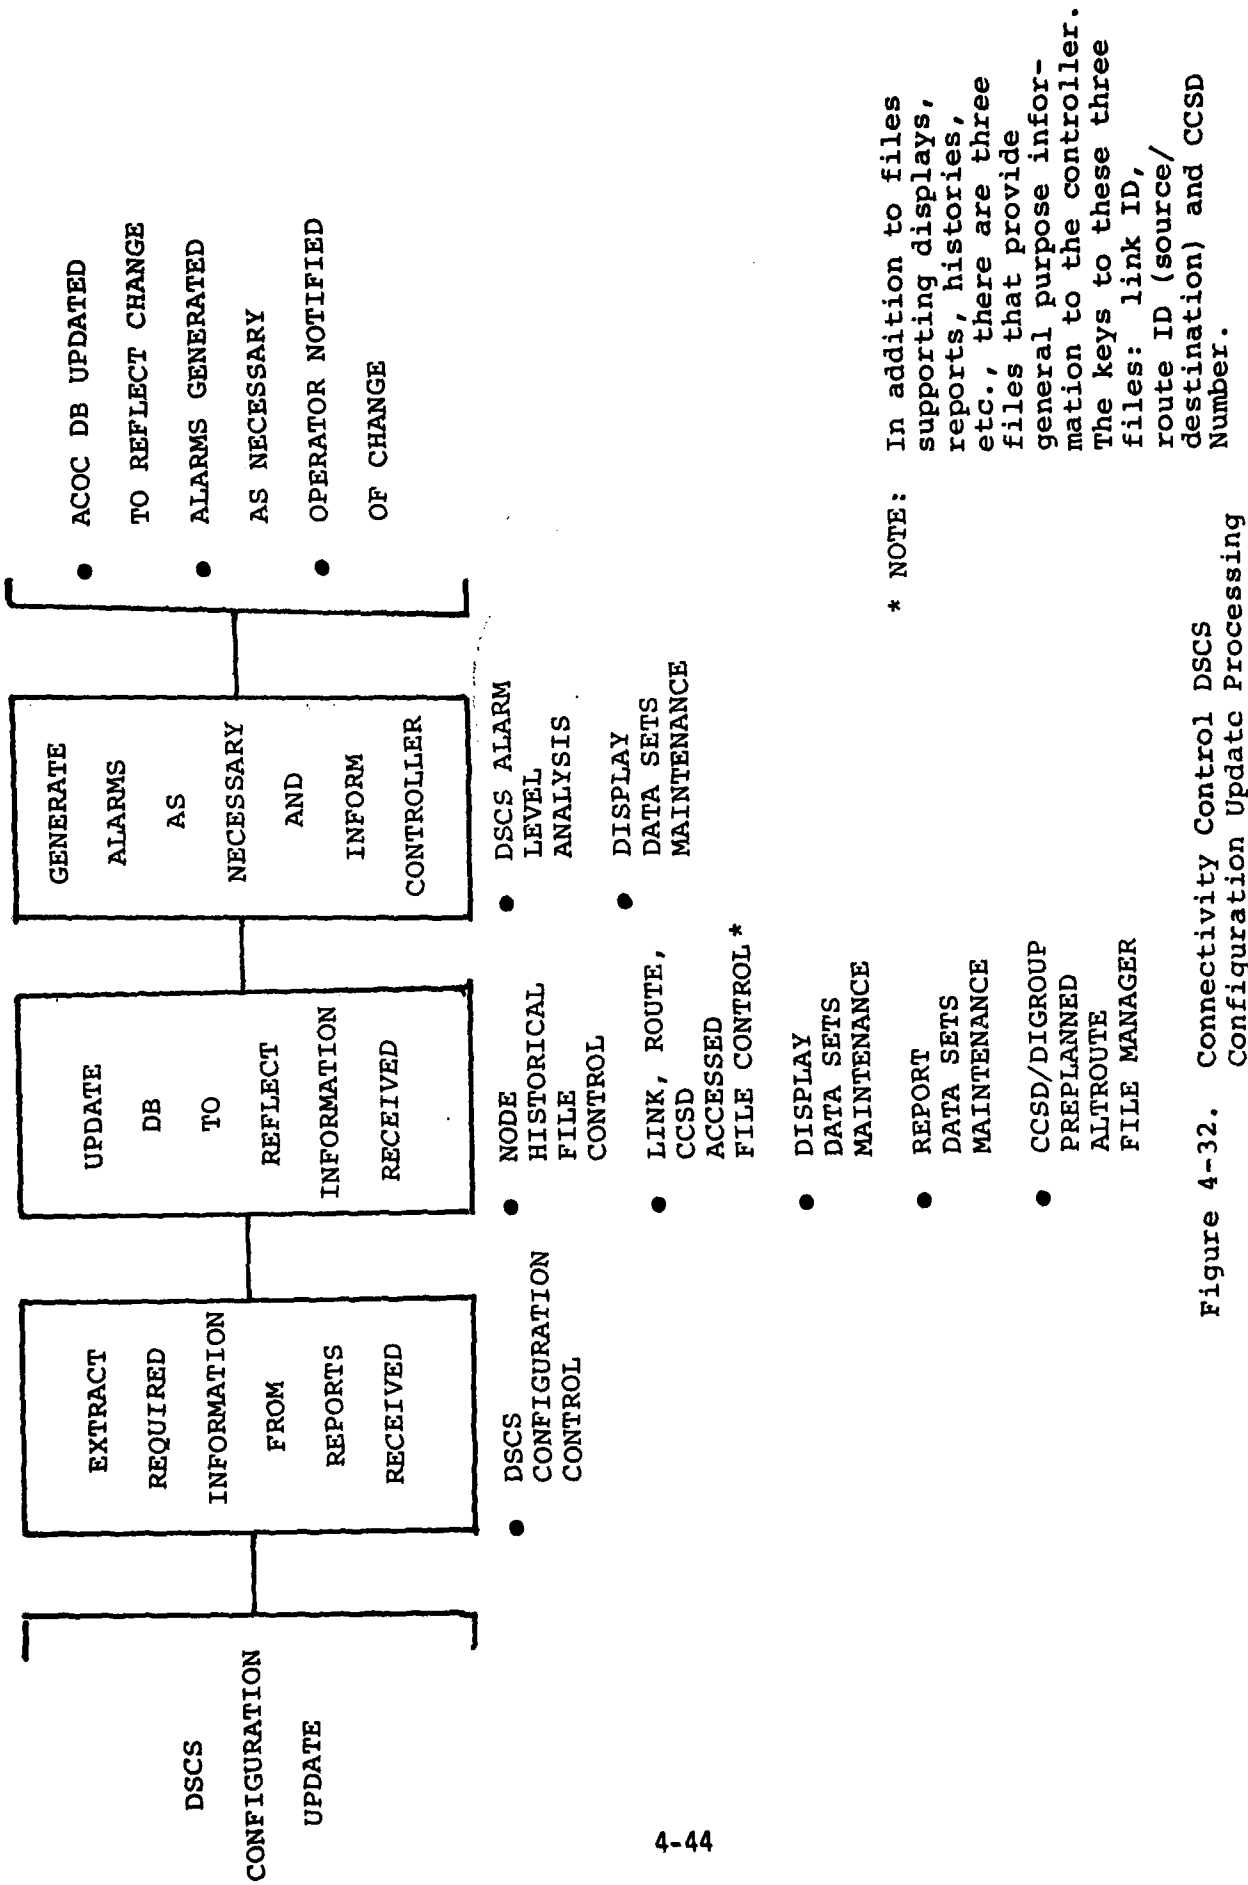 DSCS
CONFIGURATION
UPDATE
EXTRACT
REQUIRED
INFORMATION
FROM
REPORTS
RECEIVED
● DSCS
CONFIGURATION
CONTROL
UPDATE
DB
TO
REFLECT
INFORMATION
RECEIVED
● NODE
HISTORICAL
FILE
CONTROL
● LINK, ROUTE,
CCSD
ACCESSED
FILE CONTROL*
● DISPLAY
DATA SETS
MAINTENANCE
● REPORT
DATA SETS
MAINTENANCE
● CCSD/DIGROUP
PREPLANNED
ALTROUTE
FILE MANAGER
GENERATE
ALARMS
AS
NECESSARY
AND
INFORM
CONTROLLER
● DSCS ALARM
LEVEL
ANALYSIS
● DISPLAY
DATA SETS
MAINTENANCE
● ACOC DB UPDATED
TO REFLECT CHANGE
● ALARMS GENERATED
AS NECESSARY
● OPERATOR NOTIFIED
OF CHANGE
* NOTE: In addition to files
supporting displays,
reports, histories,
etc., there are three
files that provide
general purpose infor-
mation to the controller.
The keys to these three
files: link ID,
route ID (source/
destination) and CCSD
Number.
Figure 4-32. Connectivity Control DSCS
Configuration Update Processing
4-44